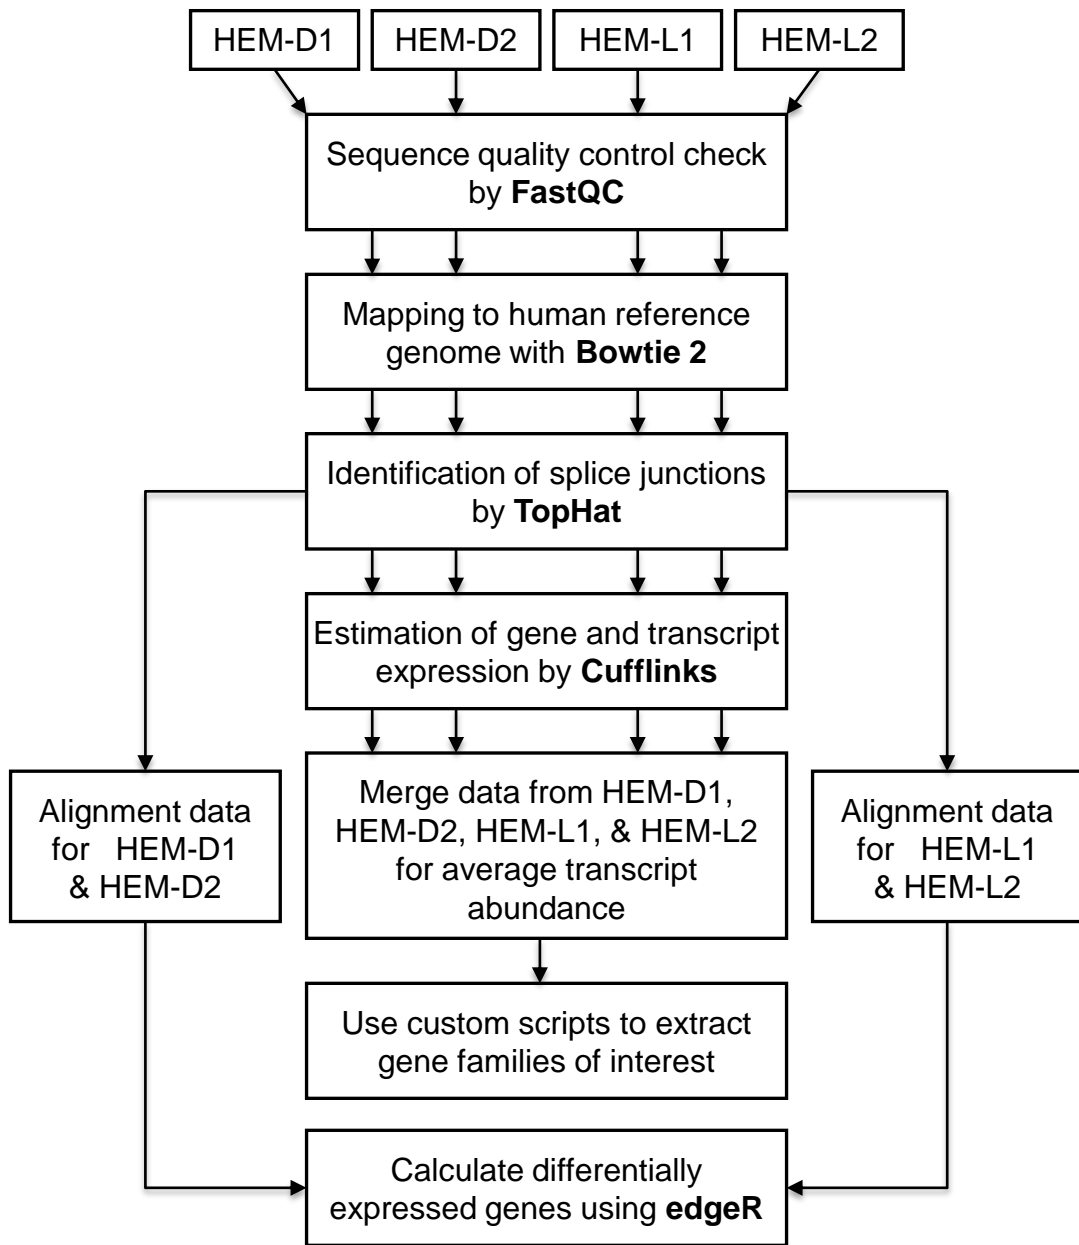 HEM-D1
HEM-D2
HEM-L1
HEM-L2
Sequence quality control check
by FastQC
Mapping to human reference
genome with Bowtie 2
Identification of splice junctions
by TopHat
Estimation of gene and transcript
expression by Cufflinks
Alignment data
for HEM-D1
& HEM-D2
Merge data from HEM-D1,
HEM-D2, HEM-L1, & HEM-L2
for average transcript
abundance
Alignment data
for HEM-L1
& HEM-L2
Use custom scripts to extract
gene families of interest
Calculate differentially
expressed genes using edgeR